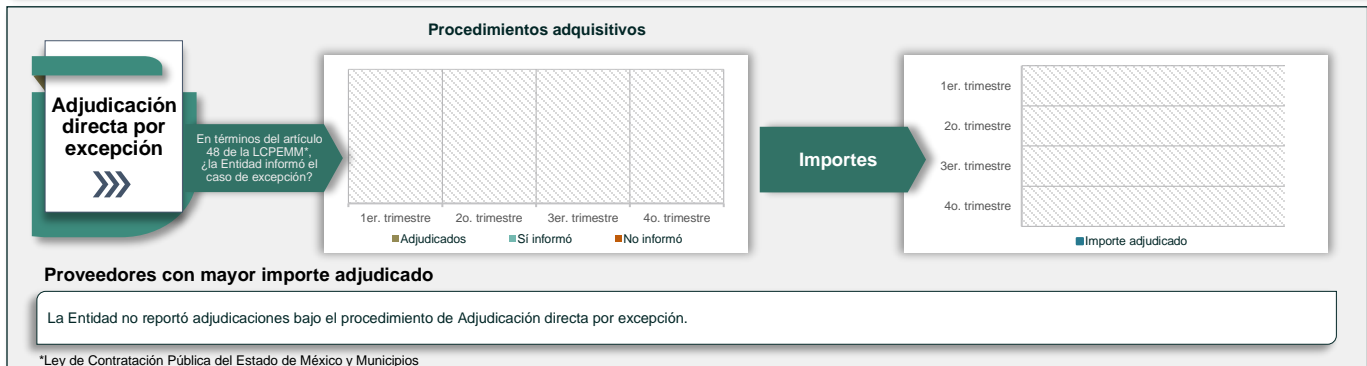 Procedimientos adquisitivos
Adjudicación
directa por
excepción
En términos del artículo
48 de la LCPEMM*,
¿la Entidad informó el
caso de excepción?
1er. trimestre 2o. trimestre 3er. trimestre 4o. trimestre
Adjudicados Sí informó No informó
Importes
1er. trimestre
2o. trimestre
3er. trimestre
4o. trimestre
Importe adjudicado
Proveedores con mayor importe adjudicado
La Entidad no reportó adjudicaciones bajo el procedimiento de Adjudicación directa por excepción.
*Ley de Contratación Pública del Estado de México y Municipios